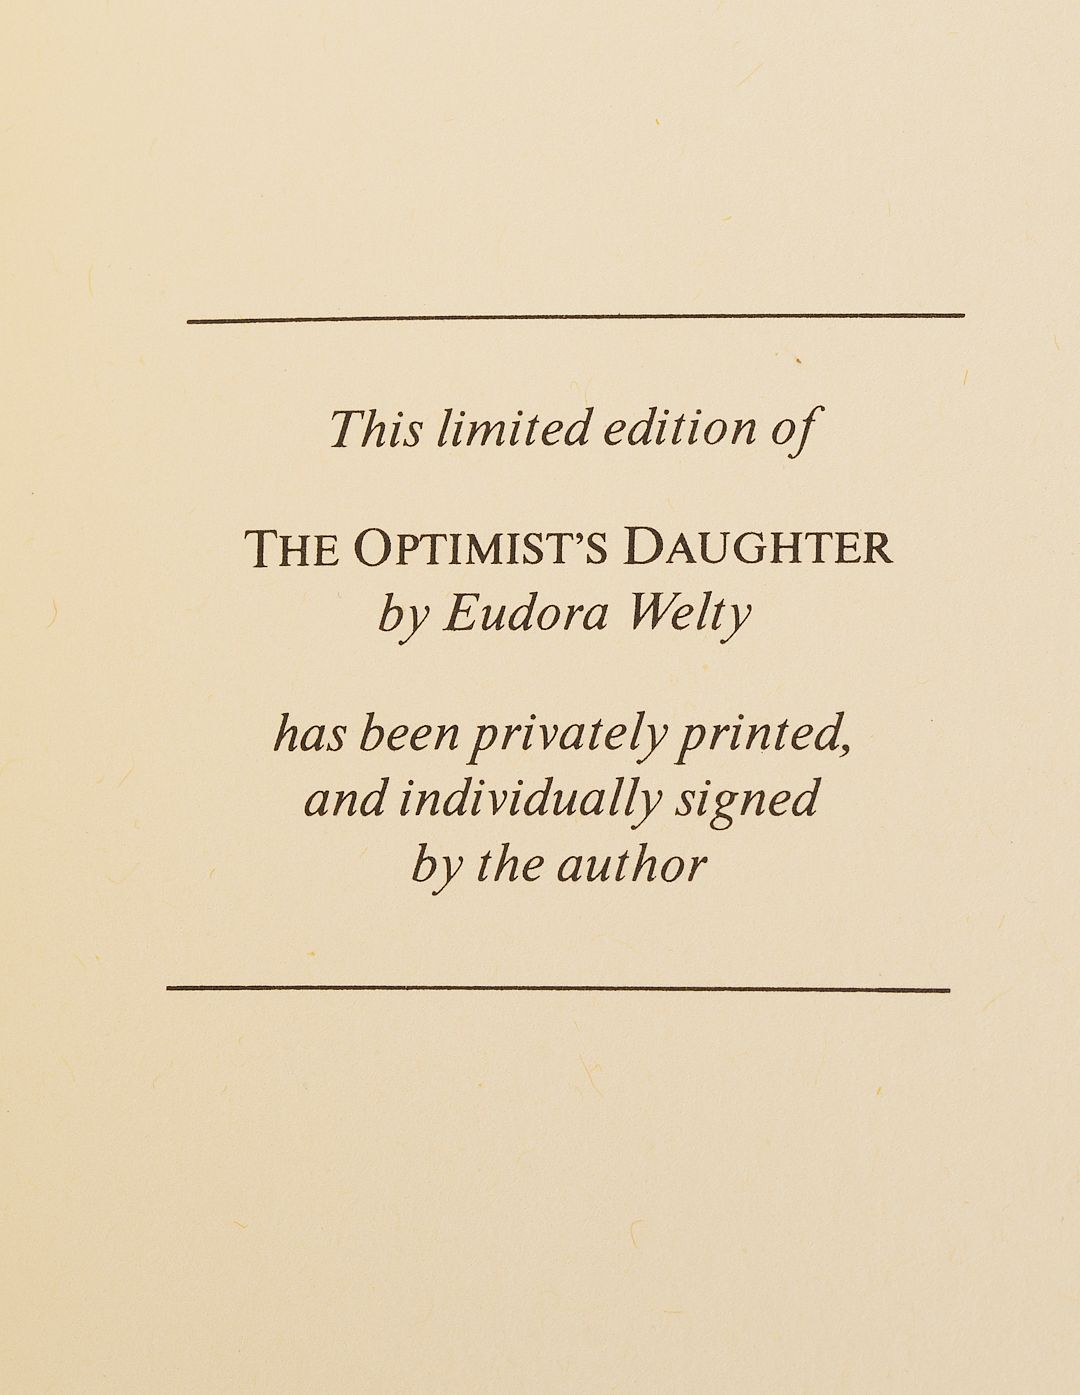 This limited edition of
THE OPTIMIST'S DAUGHTER
by Eudora Welty
has been privately printed,
and individually signed
by the author